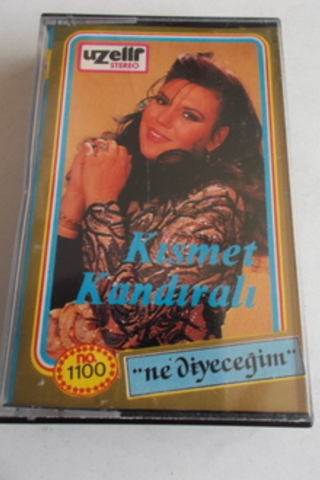 uzelli
STEREO
Kısmet
Kandıralı
no.
1100
"ne diyeceğim"